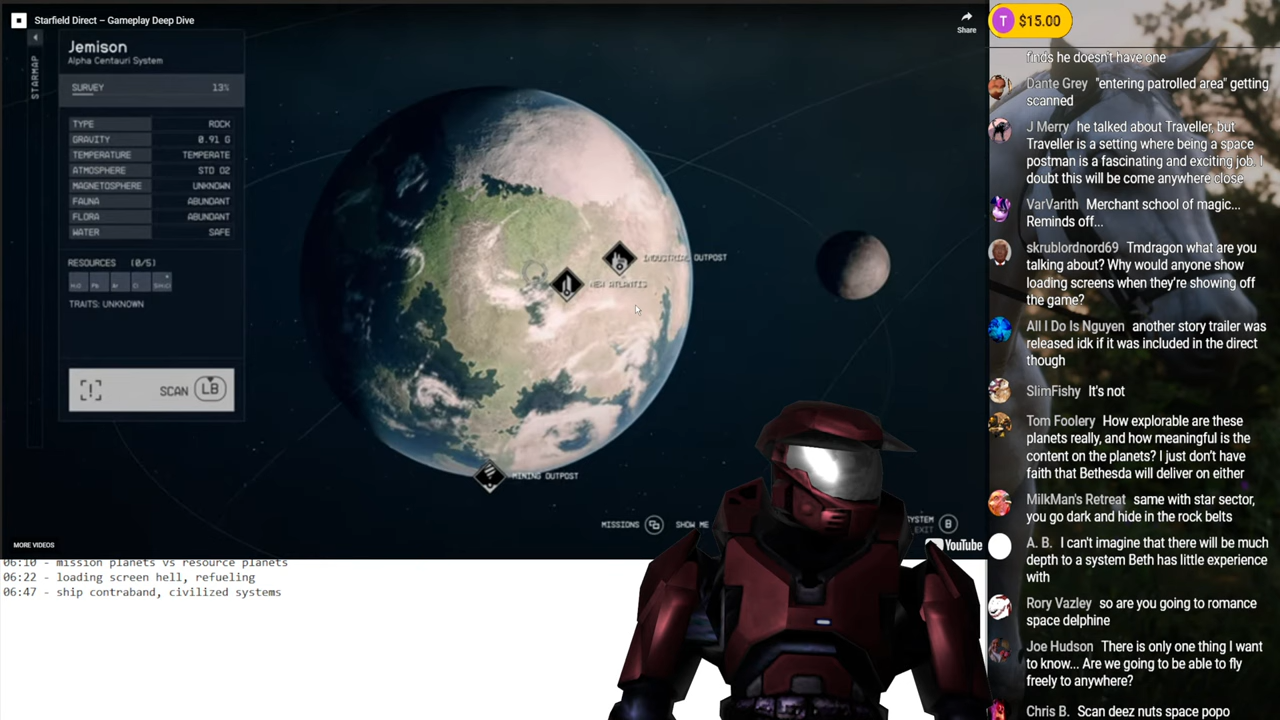 Starfield Direct – Gameplay Deep Dive
Share
STARMAP
Jemison
Alpha Centauri System
SURVEY 13%
TYPE ROCK
GRAVITY 0.91 G
TEMPERATURE TEMPERATE
ATMOSPHERE STD O2
MAGNETOSPHERE UNKNOWN
FAUNA ABUNDANT
FLORA ABUNDANT
WATER SAFE
RESOURCES (0/5)
H2O Pb Ar Cl
TRAITS: UNKNOWN
SCAN LB
INDUSTRIAL OUTPOST
NEW ATLANTIS
MINING OUTPOST
MISSIONS
SHOW ME
SYSTEM
EXIT B
MORE VIDEOS
YouTube
06:10 - mission planets vs resource planets
06:22 - loading screen hell, refueling
06:47 - ship contraband, civilized systems
T $15.00
finds he doesn't have one
Dante Grey "entering patrolled area" getting
scanned
J Merry he talked about Traveller, but
Traveller is a setting where being a space
postman is a fascinating and exciting job. I
doubt this will be come anywhere close
VarVarith Merchant school of magic...
Reminds off...
skrublordnord69 Tmdragon what are you
talking about? Why would anyone show
loading screens when they're showing off
the game?
All I Do Is Nguyen another story trailer was
released idk if it was included in the direct
though
SlimFishy It's not
Tom Foolery How explorable are these
planets really, and how meaningful is the
content on the planets? I just don't have
faith that Bethesda will deliver on either
MilkMan's Retreat same with star sector,
you go dark and hide in the rock belts
A. B. I can't imagine that there will be much
depth to a system Beth has little experience
with
Rory Vazley so are you going to romance
space delphine
Joe Hudson There is only one thing I want
to know... Are we going to be able to fly
freely to anywhere?
Chris B. Scan deez nuts space popo